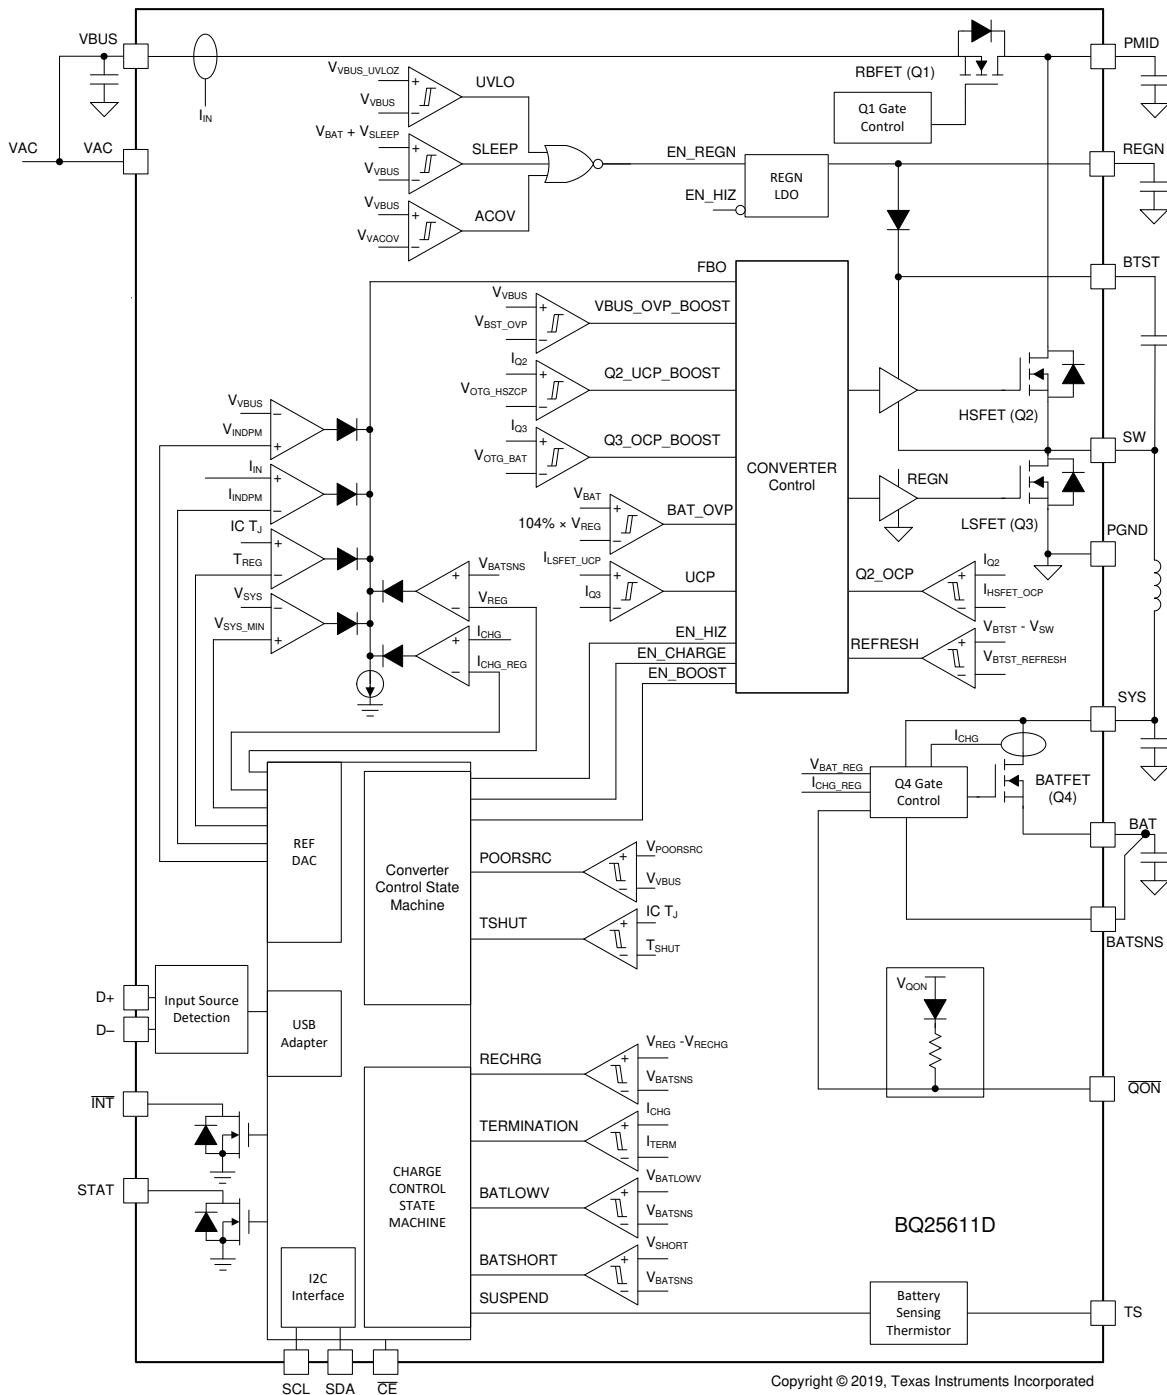 VBUS
PMID
RBFET (Q1)
V_VBUS_UVLOZ
+
UVLO
V_VBUS
−
I_IN
Q1 Gate
Control
V_BAT + V_SLEEP
+
SLEEP
V_VBUS
−
VAC
VAC
EN_REGN
REGN
LDO
REGN
EN_HIZ
V_VBUS
+
ACOV
V_VACOV
−
FBO
BTST
V_VBUS
+
VBUS_OVP_BOOST
V_BST_OVP
−
I_Q2
+
Q2_UCP_BOOST
V_OTG_HSZCP
−
HSFET (Q2)
V_VBUS
−
V_INDPM
+
I_Q3
+
Q3_OCP_BOOST
V_OTG_BAT
−
SW
CONVERTER
Control
I_IN
+
I_INDPM
−
REGN
V_BAT
+
BAT_OVP
104% × V_REG
−
LSFET (Q3)
PGND
IC T_J
+
T_REG
−
V_BATSNS
+
V_REG
−
I_LSFET_UCP
+
UCP
I_Q3
−
Q2_OCP
+
I_Q2
−
I_HSFET_OCP
V_SYS
−
V_SYS_MIN
+
I_CHG
+
I_CHG_REG
−
EN_HIZ
EN_CHARGE
EN_BOOST
REFRESH
+
V_BTST - V_SW
−
V_BTST_REFRESH
SYS
I_CHG
V_BAT_REG
I_CHG_REG
Q4 Gate
Control
BATFET
(Q4)
BAT
REF
DAC
Converter
Control State
Machine
POORSRC
+
V_POORSRC
−
V_VBUS
TSHUT
+
IC T_J
−
T_SHUT
BATSNS
D+
D−
Input Source
Detection
USB
Adapter
V_QON
QON
RECHRG
+
V_REG -V_RECHG
−
V_BATSNS
INT
TERMINATION
+
I_CHG
−
I_TERM
STAT
CHARGE
CONTROL
STATE
MACHINE
BATLOWV
+
V_BATLOWV
−
V_BATSNS
BQ25611D
BATSHORT
+
V_SHORT
−
V_BATSNS
I2C
Interface
SUSPEND
Battery
Sensing
Thermistor
TS
SCL
SDA
CE
Copyright © 2019, Texas Instruments Incorporated